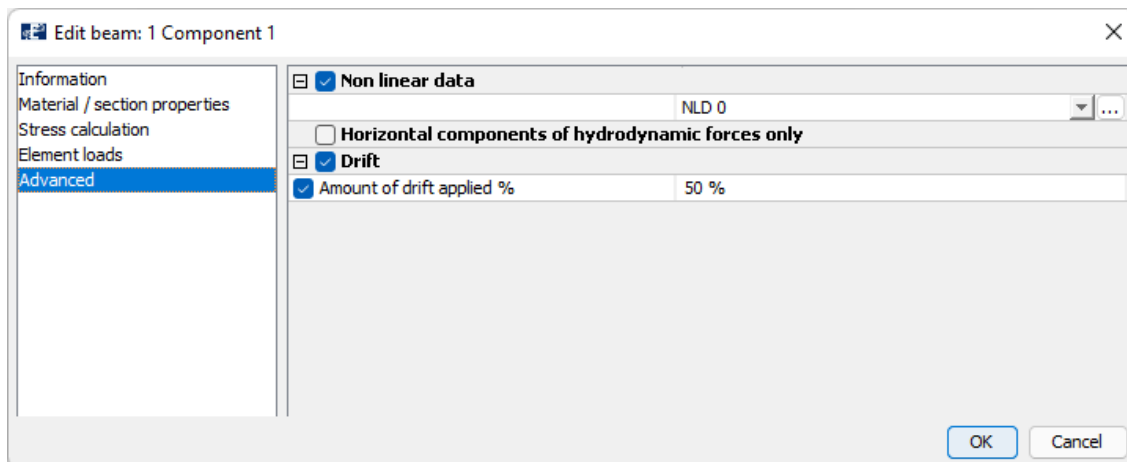 Edit beam: 1 Component 1
Information
Material / section properties
Stress calculation
Element loads
Advanced
Non linear data
NLD 0
...
Horizontal components of hydrodynamic forces only
Drift
Amount of drift applied % 50 %
OK Cancel